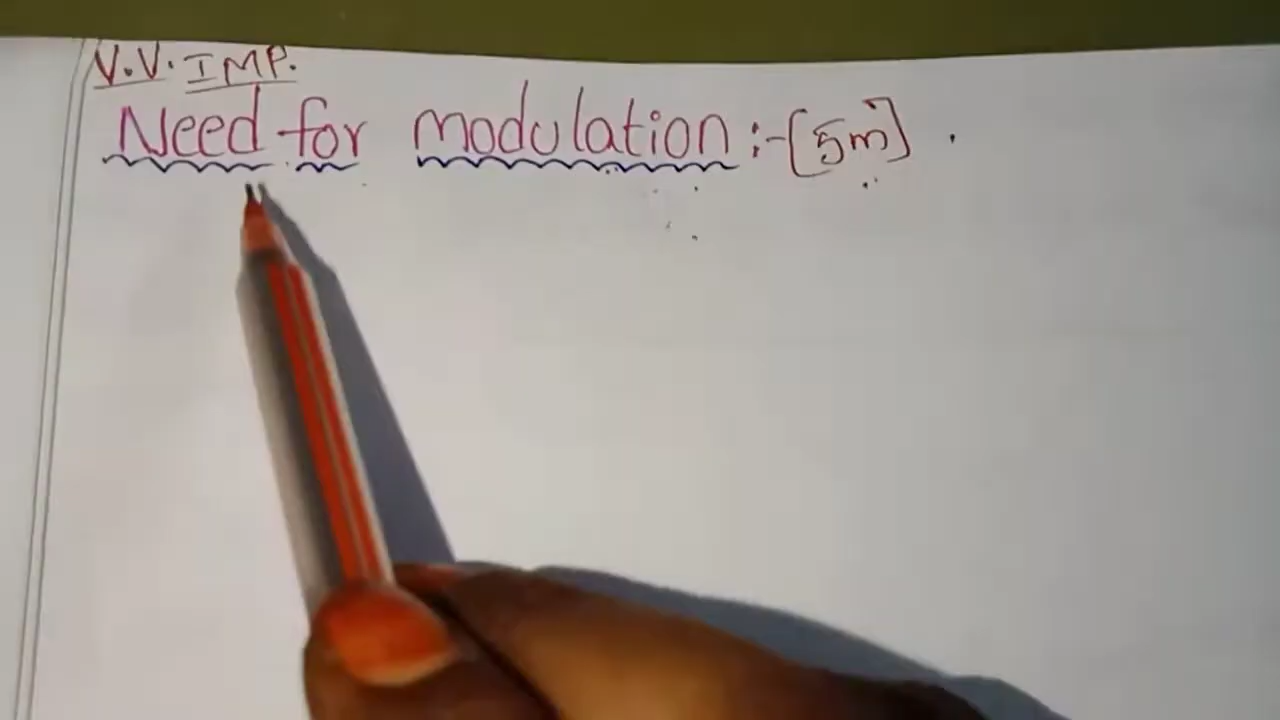 V.V. IMP.
Need for modulation :- [5m]